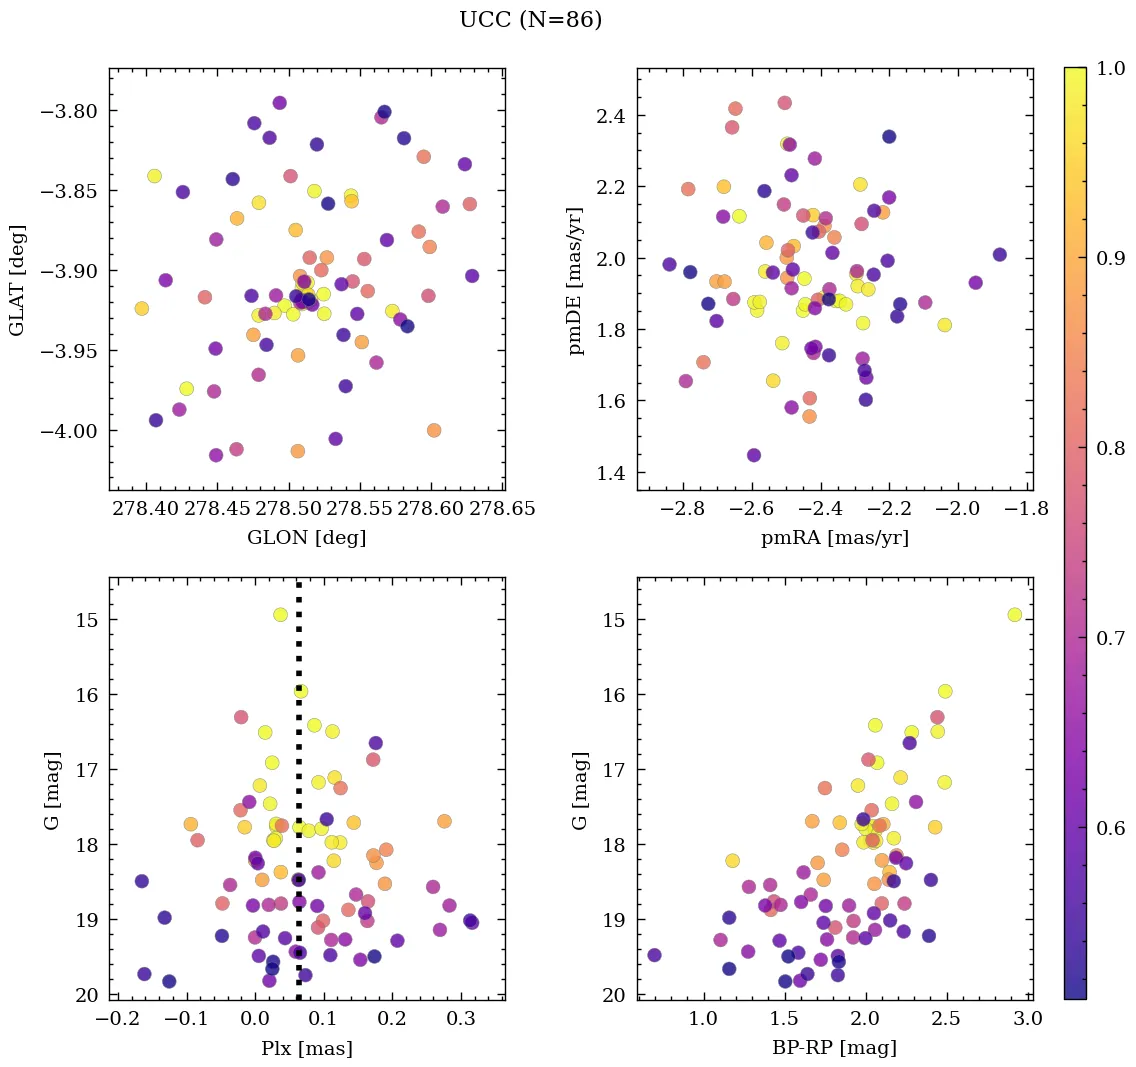 UCC (N=86)
−3.80
−3.85
−3.90
−3.95
−4.00
GLAT [deg]
278.40 278.45 278.50 278.55 278.60 278.65
GLON [deg]
2.4
2.2
2.0
1.8
1.6
1.4
pmDE [mas/yr]
−2.8 −2.6 −2.4 −2.2 −2.0 −1.8
pmRA [mas/yr]
1.0
0.9
0.8
0.7
0.6
15
16
17
18
19
20
G [mag]
−0.2 −0.1 0.0 0.1 0.2 0.3
Plx [mas]
15
16
17
18
19
20
G [mag]
1.0 1.5 2.0 2.5 3.0
BP-RP [mag]